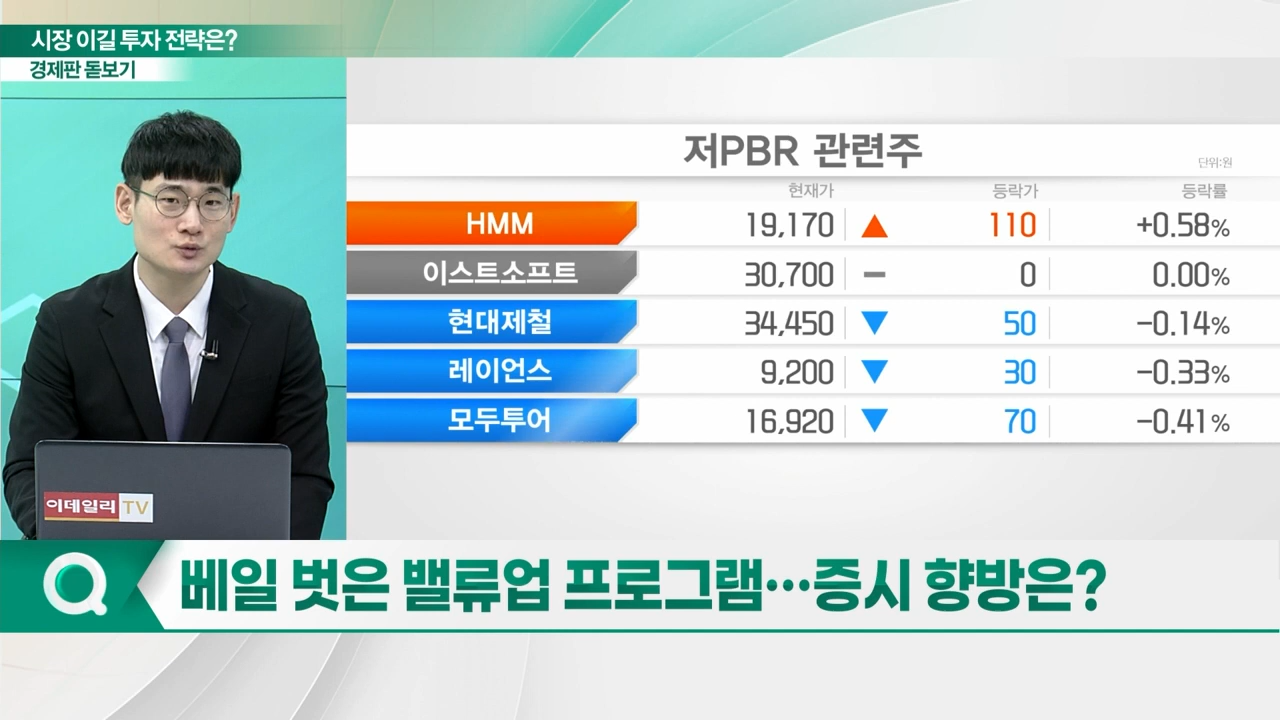 시장 이길 투자 전략은?
경제판 돋보기
저PBR 관련주
단위:원
현재가 등락가 등락률
HMM 19,170 ▲ 110 +0.58%
이스트소프트 30,700 - 0 0.00%
현대제철 34,450 ▼ 50 -0.14%
레이언스 9,200 ▼ 30 -0.33%
모두투어 16,920 ▼ 70 -0.41%
이데일리 TV
베일 벗은 밸류업 프로그램…증시 향방은?